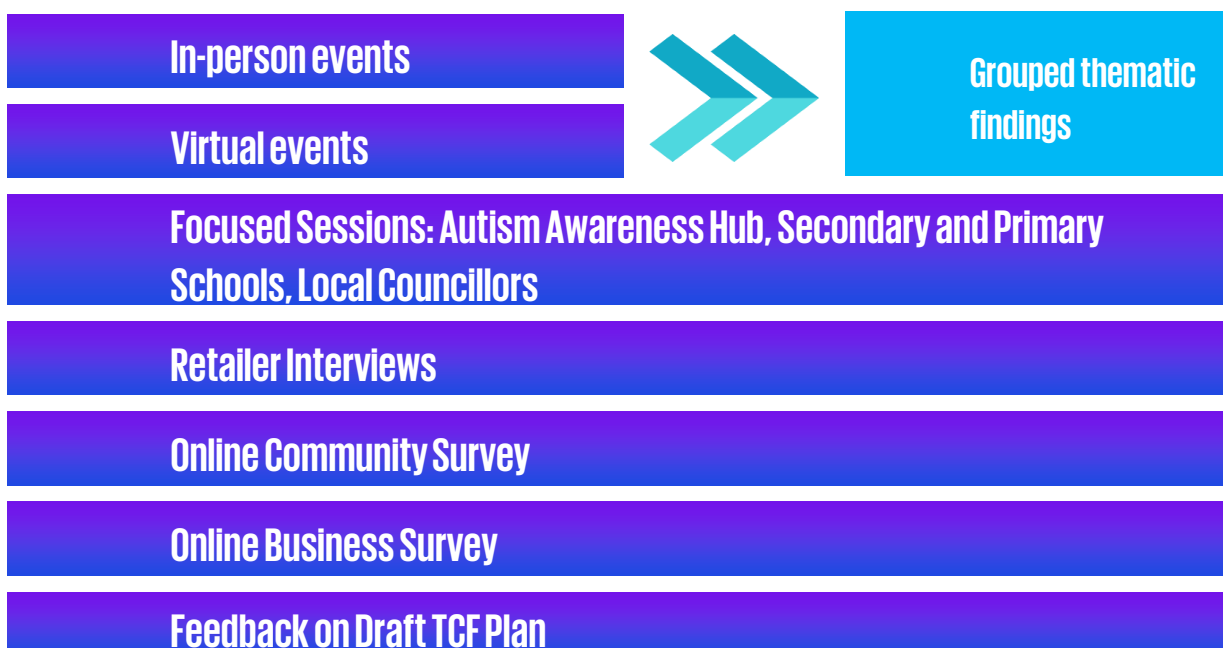 In-person events
Grouped thematic
findings
Virtual events
Focused Sessions: Autism Awareness Hub, Secondary and Primary
Schools, Local Councillors
Retailer Interviews
Online Community Survey
Online Business Survey
Feedback on Draft TCF Plan